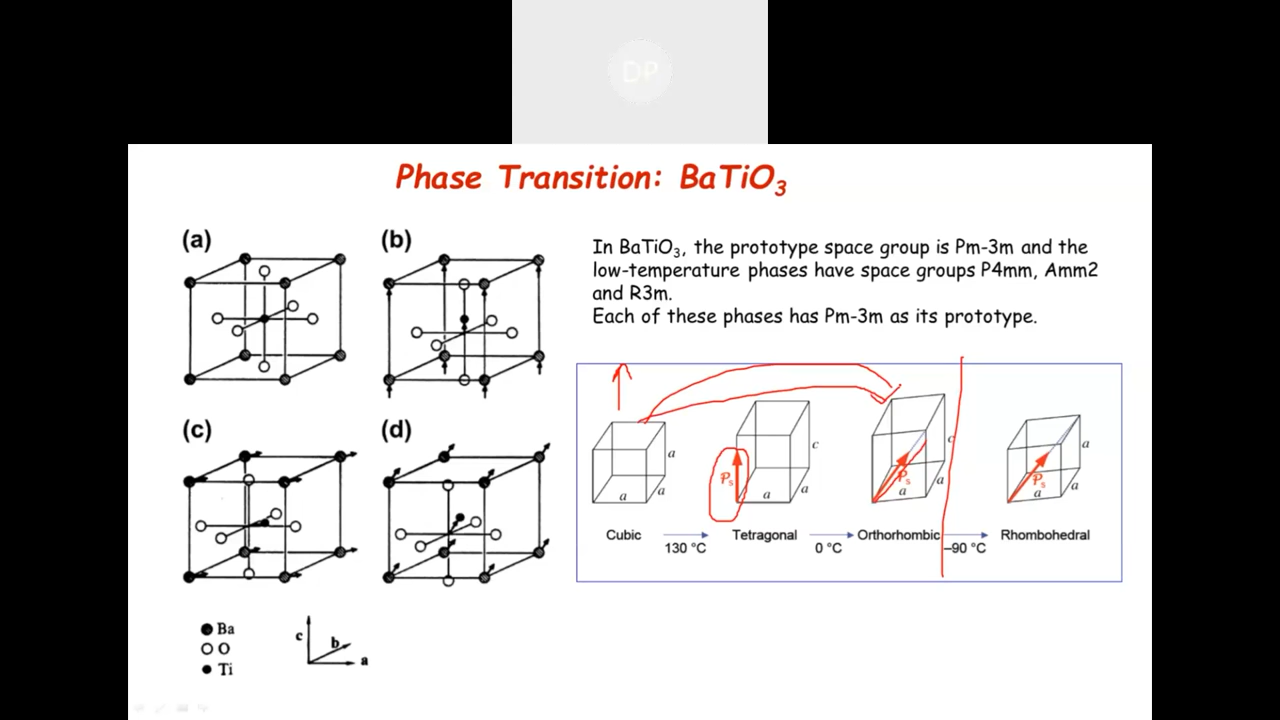 DP
Phase Transition: BaTiO₃
(a)
(b)
In BaTiO₃, the prototype space group is Pm-3m and the
low-temperature phases have space groups P4mm, Amm2
and R3m.
Each of these phases has Pm-3m as its prototype.
(c)
(d)
a
a
a
c
Pₛ
a
a
c
Pₛ
a
a
a
Pₛ
a
a
Cubic
130 °C
Tetragonal
0 °C
Orthorhombic
–90 °C
Rhombohedral
Ba
O
Ti
c
b
a